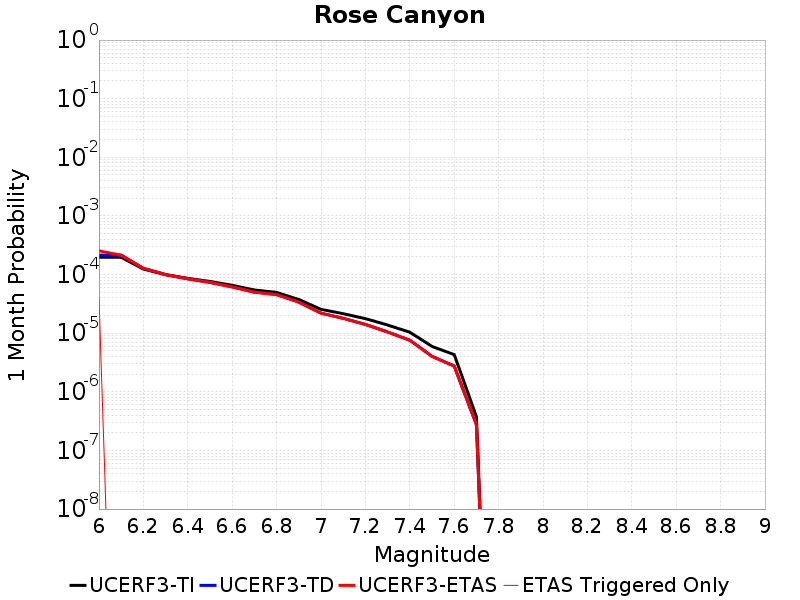 Rose Canyon
10^0
10^-1
10^-2
10^-3
10^-4
10^-5
10^-6
10^-7
10^-8
1 Month Probability
6 6.2 6.4 6.6 6.8 7 7.2 7.4 7.6 7.8 8 8.2 8.4 8.6 8.8 9
Magnitude
UCERF3-TI UCERF3-TD UCERF3-ETAS ETAS Triggered Only